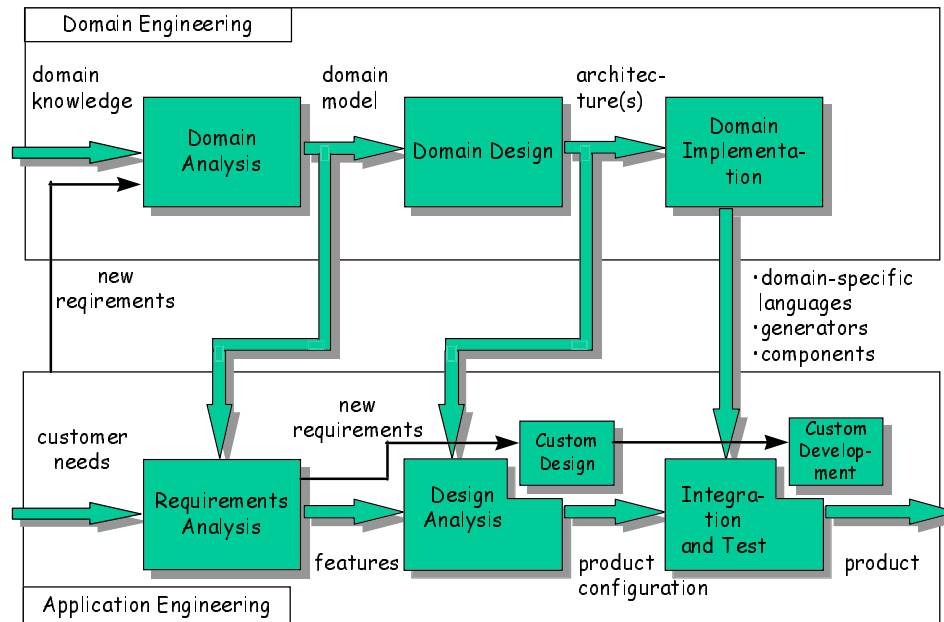 Domain Engineering
domain
knowledge
domain
model
architec-
ture(s)
Domain
Analysis
Domain Design
Domain
Implementa-
tion
new
reqirements
·domain-specific
languages
·generators
·components
customer
needs
new
requirements
Custom
Design
Custom
Develop-
ment
Requirements
Analysis
Design
Analysis
Integra-
tion
and Test
features
product
configuration
product
Application Engineering